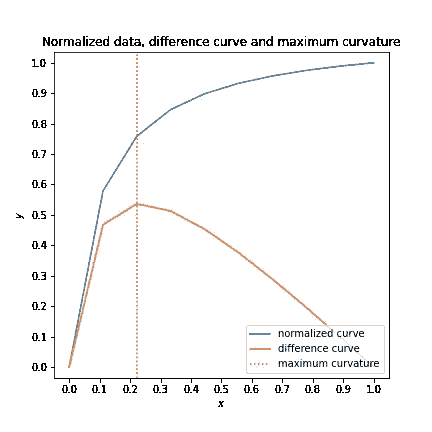 Normalized data, difference curve and maximum curvature
1.0
0.9
0.8
0.7
0.6
0.5
0.4
0.3
0.2
0.1
0.0
y
0.0 0.1 0.2 0.3 0.4 0.5 0.6 0.7 0.8 0.9 1.0
x
normalized curve
difference curve
maximum curvature